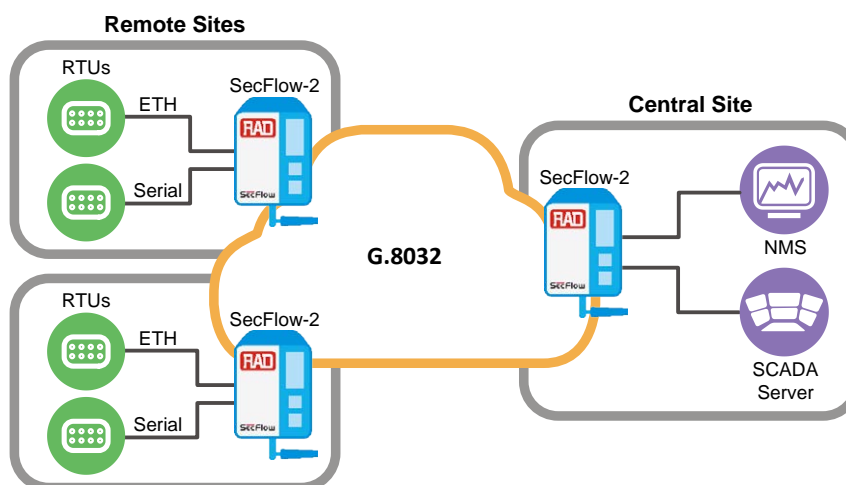 Remote Sites
RTUs
ETH
Serial
SecFlow-2
RAD
SecFlow
RTUs
ETH
Serial
SecFlow-2
RAD
SecFlow
G.8032
Central Site
SecFlow-2
RAD
SecFlow
NMS
SCADA
Server